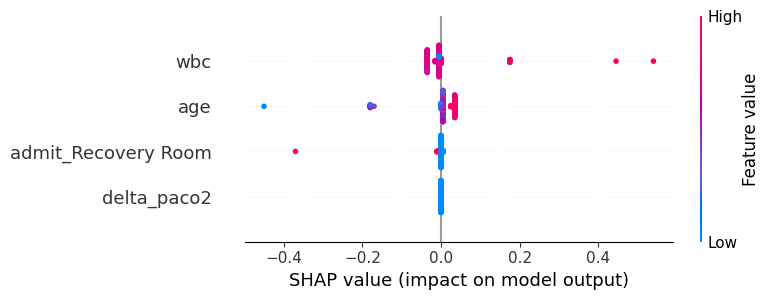 High
wbc
age
admit_Recovery Room
delta_paco2
Feature value
Low
−0.4 −0.2 0.0 0.2 0.4
SHAP value (impact on model output)